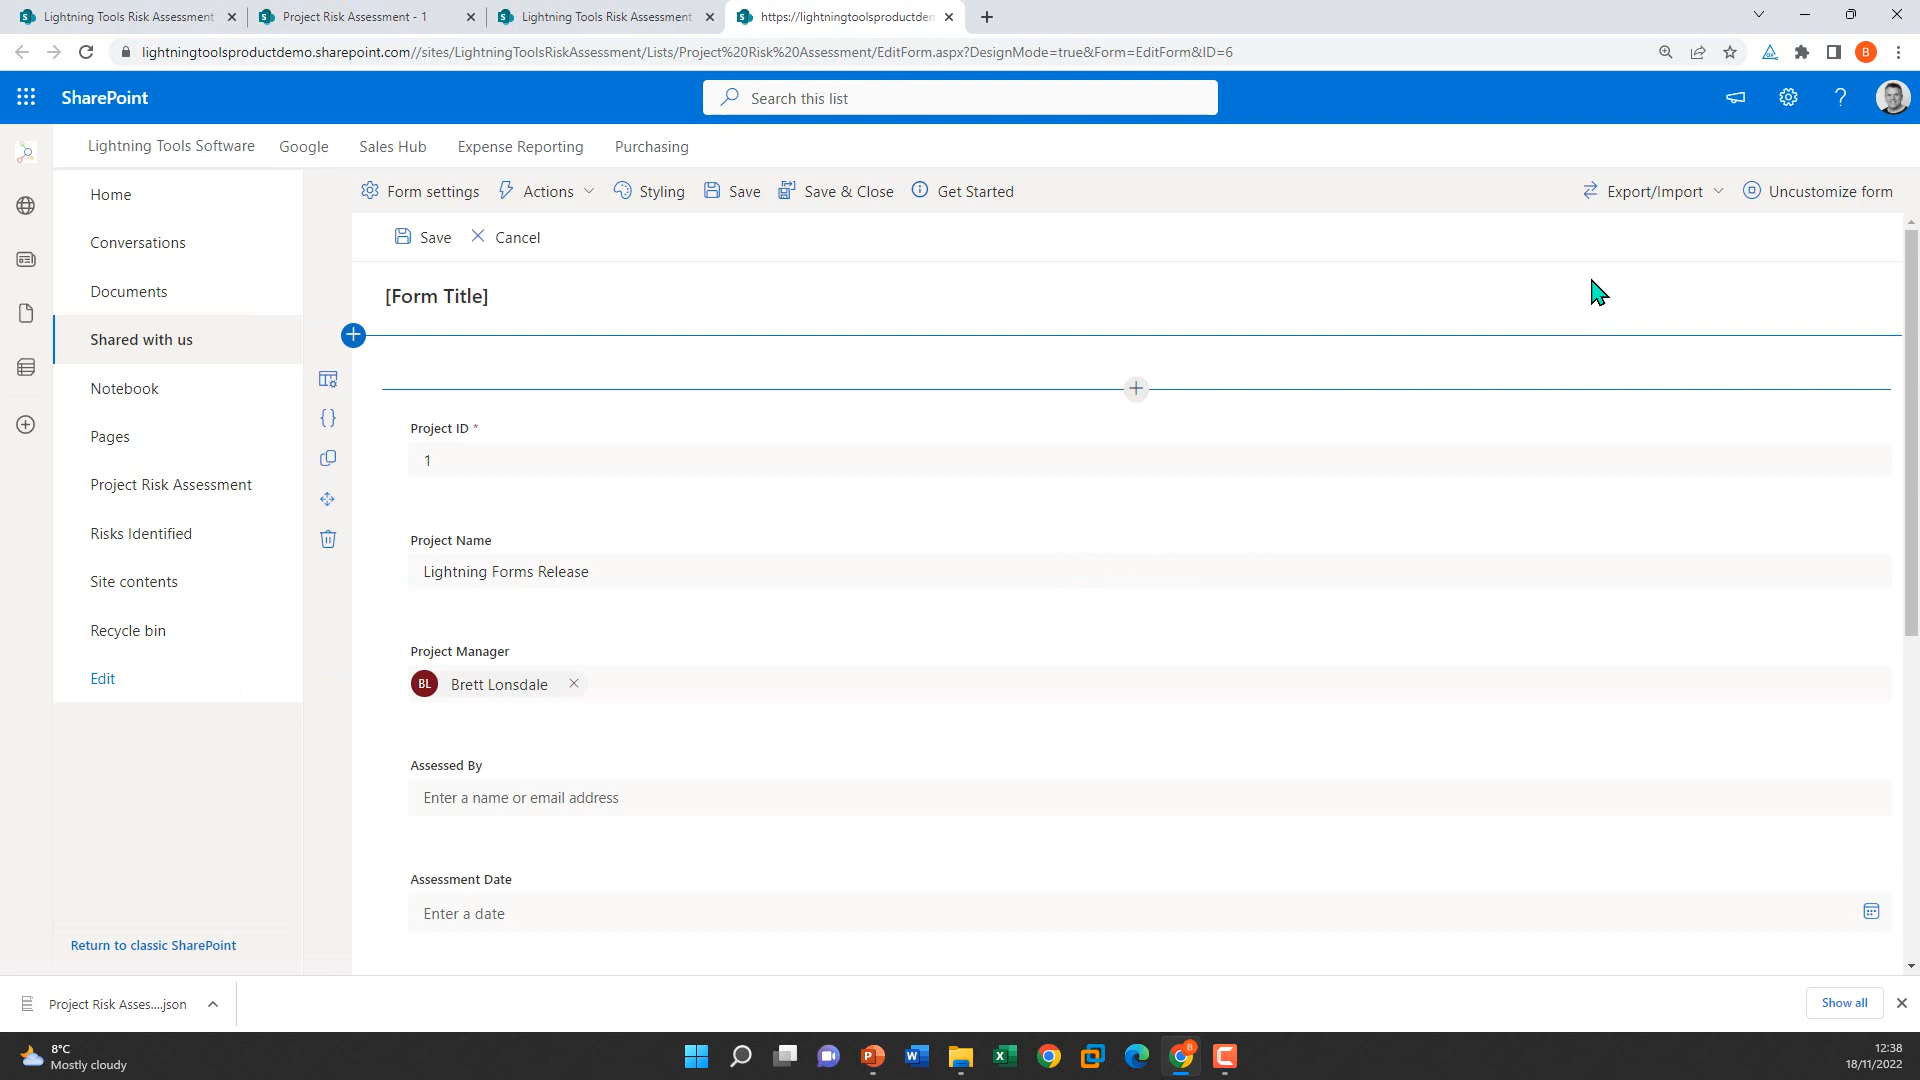 Lightning Tools Risk Assessment
Project Risk Assessment - 1
Lightning Tools Risk Assessment
https://lightningtoolsproductdem
lightningtoolsproductdemo.sharepoint.com//sites/LightningToolsRiskAssessment/Lists/Project%20Risk%20Assessment/EditForm.aspx?DesignMode=true&Form=EditForm&ID=6
B
SharePoint
Search this list
Lightning Tools Software
Google
Sales Hub
Expense Reporting
Purchasing
Home
Conversations
Documents
Shared with us
Notebook
Pages
Project Risk Assessment
Risks Identified
Site contents
Recycle bin
Edit
Return to classic SharePoint
Form settings
Actions
Styling
Save
Save & Close
Get Started
Export/Import
Uncustomize form
Save
Cancel
[Form Title]
Project ID *
1
Project Name
Lightning Forms Release
Project Manager
BL
Brett Lonsdale
Assessed By
Enter a name or email address
Assessment Date
Enter a date
Project Risk Asses....json
Show all
8°C
Mostly cloudy
12:38
18/11/2022